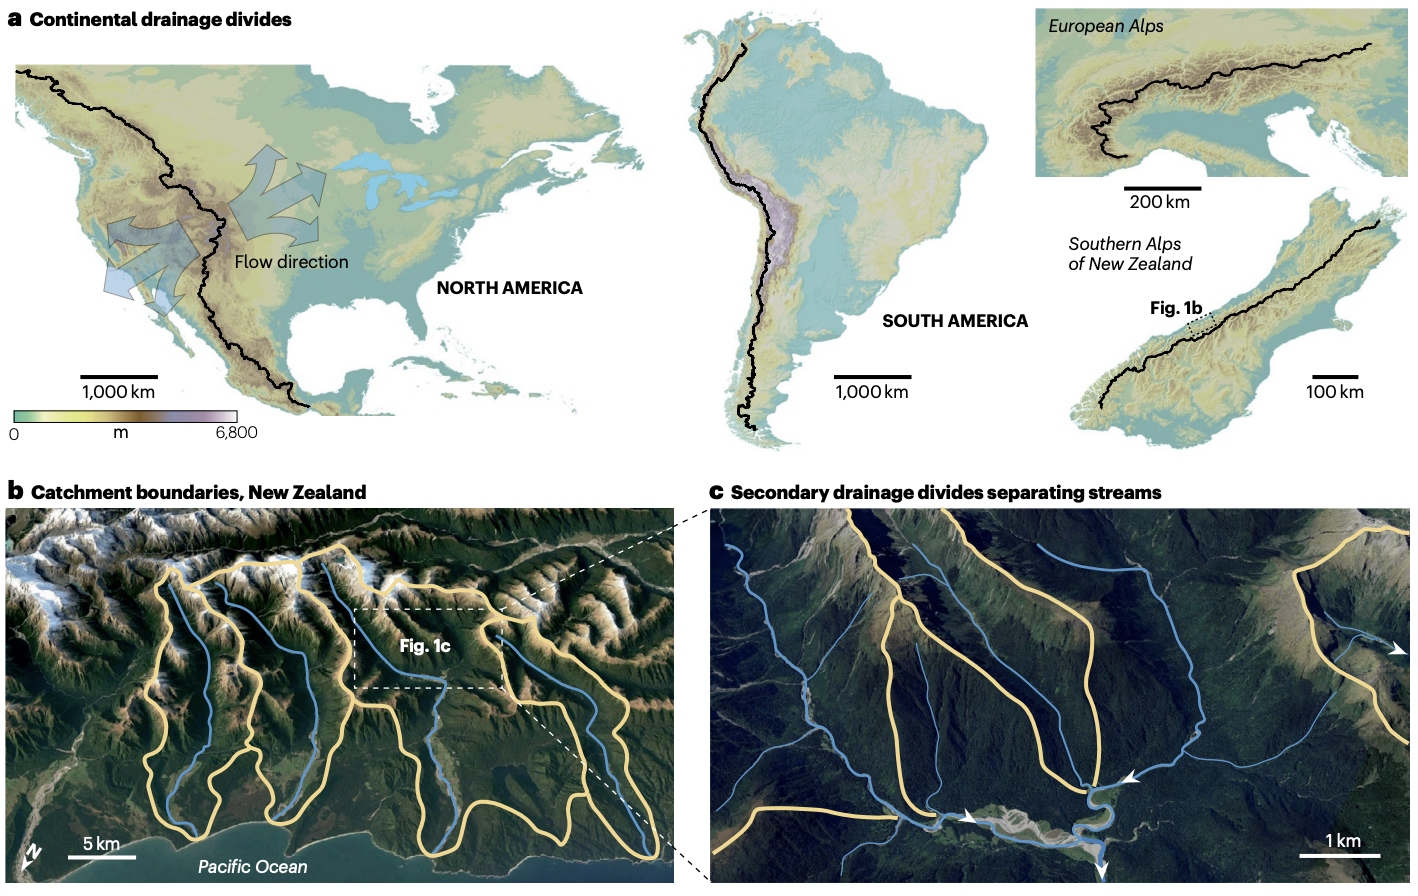 a Continental drainage divides
European Alps
200 km
Flow direction
NORTH AMERICA
1,000 km
0 m 6,800
SOUTH AMERICA
1,000 km
Southern Alps
of New Zealand
Fig. 1b
100 km
b Catchment boundaries, New Zealand
Fig. 1c
5 km
N
Pacific Ocean
c Secondary drainage divides separating streams
1 km